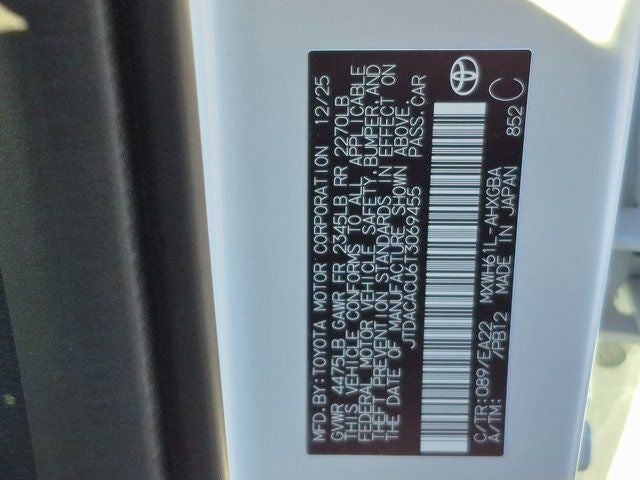 MFD. BY: TOYOTA MOTOR CORPORATION 12/25
GVWR 4475LB GAWR FR 2345LB RR 2270LB
THIS VEHICLE CONFORMS TO ALL APPLICABLE
FEDERAL MOTOR VEHICLE SAFETY, BUMPER, AND
THEFT PREVENTION STANDARDS IN EFFECT ON
THE DATE OF MANUFACTURE SHOWN ABOVE.
JTDACACU6T3069455 PASS. CAR
C/TR: 089/EA22 MXWH61L-AHXGBA
A/TM: /PB12 MADE IN JAPAN 852 C